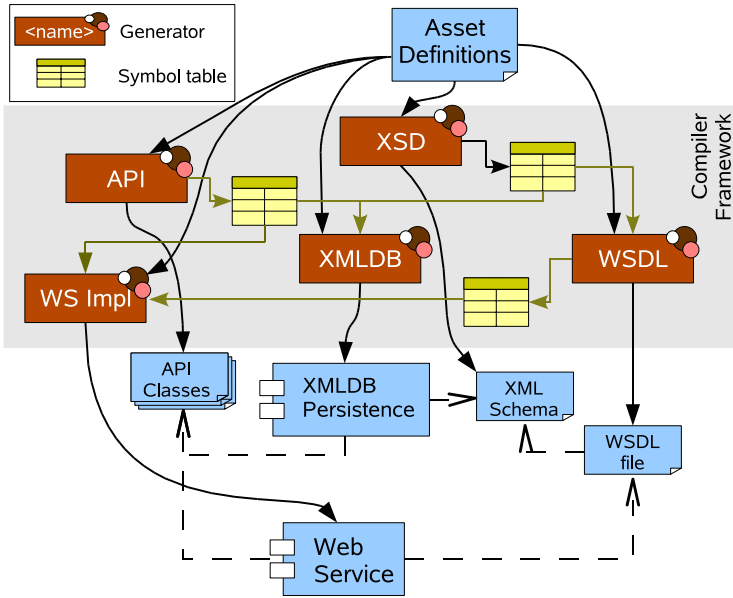 <name>
Generator
Symbol table
Asset
Definitions
Compiler
Framework
XSD
API
XMLDB
WSDL
WS Impl
API
Classes
XMLDB
Persistence
XML
Schema
WSDL
file
Web
Service